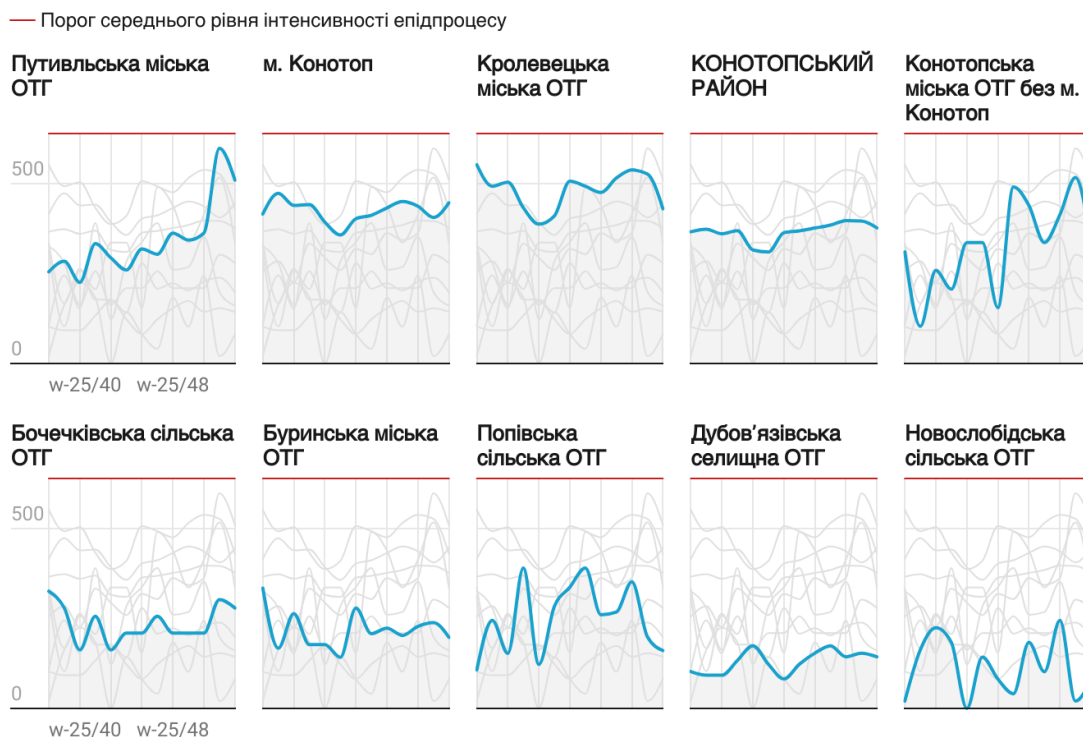 Порог середнього рівня інтенсивності епідпроцесу
Путивльська міська
ОТГ
м. Конотоп
Кролевецька
міська ОТГ
КОНОТОПСЬКИЙ
РАЙОН
Конотопська
міська ОТГ без м.
Конотоп
500
0
w-25/40 w-25/48
Бочечківська сільська
ОТГ
Буринська міська
ОТГ
Попівська
сільська ОТГ
Дубов’язівська
селищна ОТГ
Новослобідська
сільська ОТГ
500
0
w-25/40 w-25/48